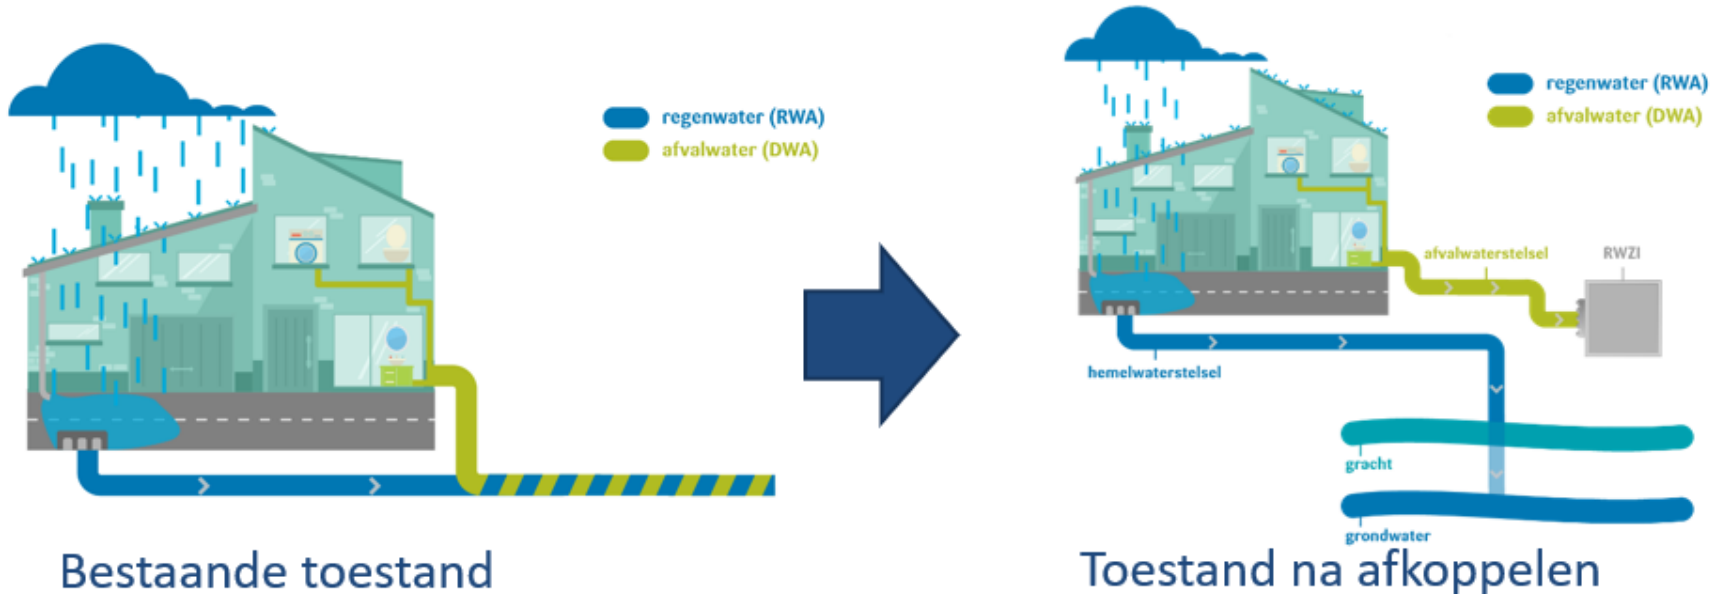 regenwater (RWA)
afvalwater (DWA)
Bestaande toestand
regenwater (RWA)
afvalwater (DWA)
afvalwaterstelsel
RWZI
hemelwaterstelsel
gracht
grondwater
Toestand na afkoppelen